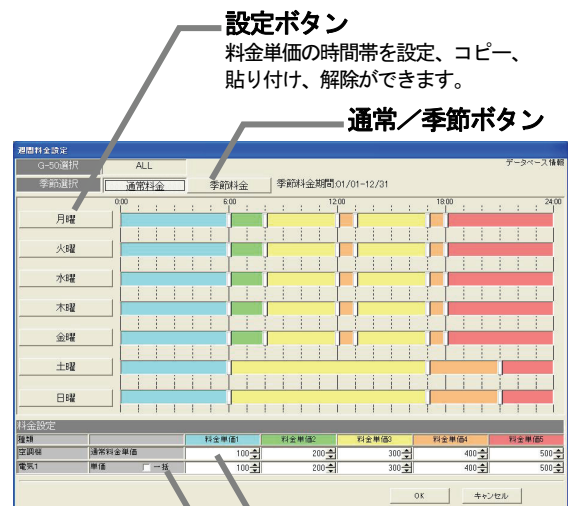 設定ボタン
料金単価の時間帯を設定、コピー、
貼り付け、解除ができます。
通常／季節ボタン
週間料金設定
G-50選択 ALL データベース情報
季節選択 通常料金 季節料金 季節料金期間:01/01-12/31
0:00 6:00 12:00 18:00 24:00
月曜
火曜
水曜
木曜
金曜
土曜
日曜
料金設定
種類 料金単価1 料金単価2 料金単価3 料金単価4 料金単価5
空調機 通常料金単価 100 200 300 400 500
電気1 単価 一括 100 200 300 400 500
OK キャンセル